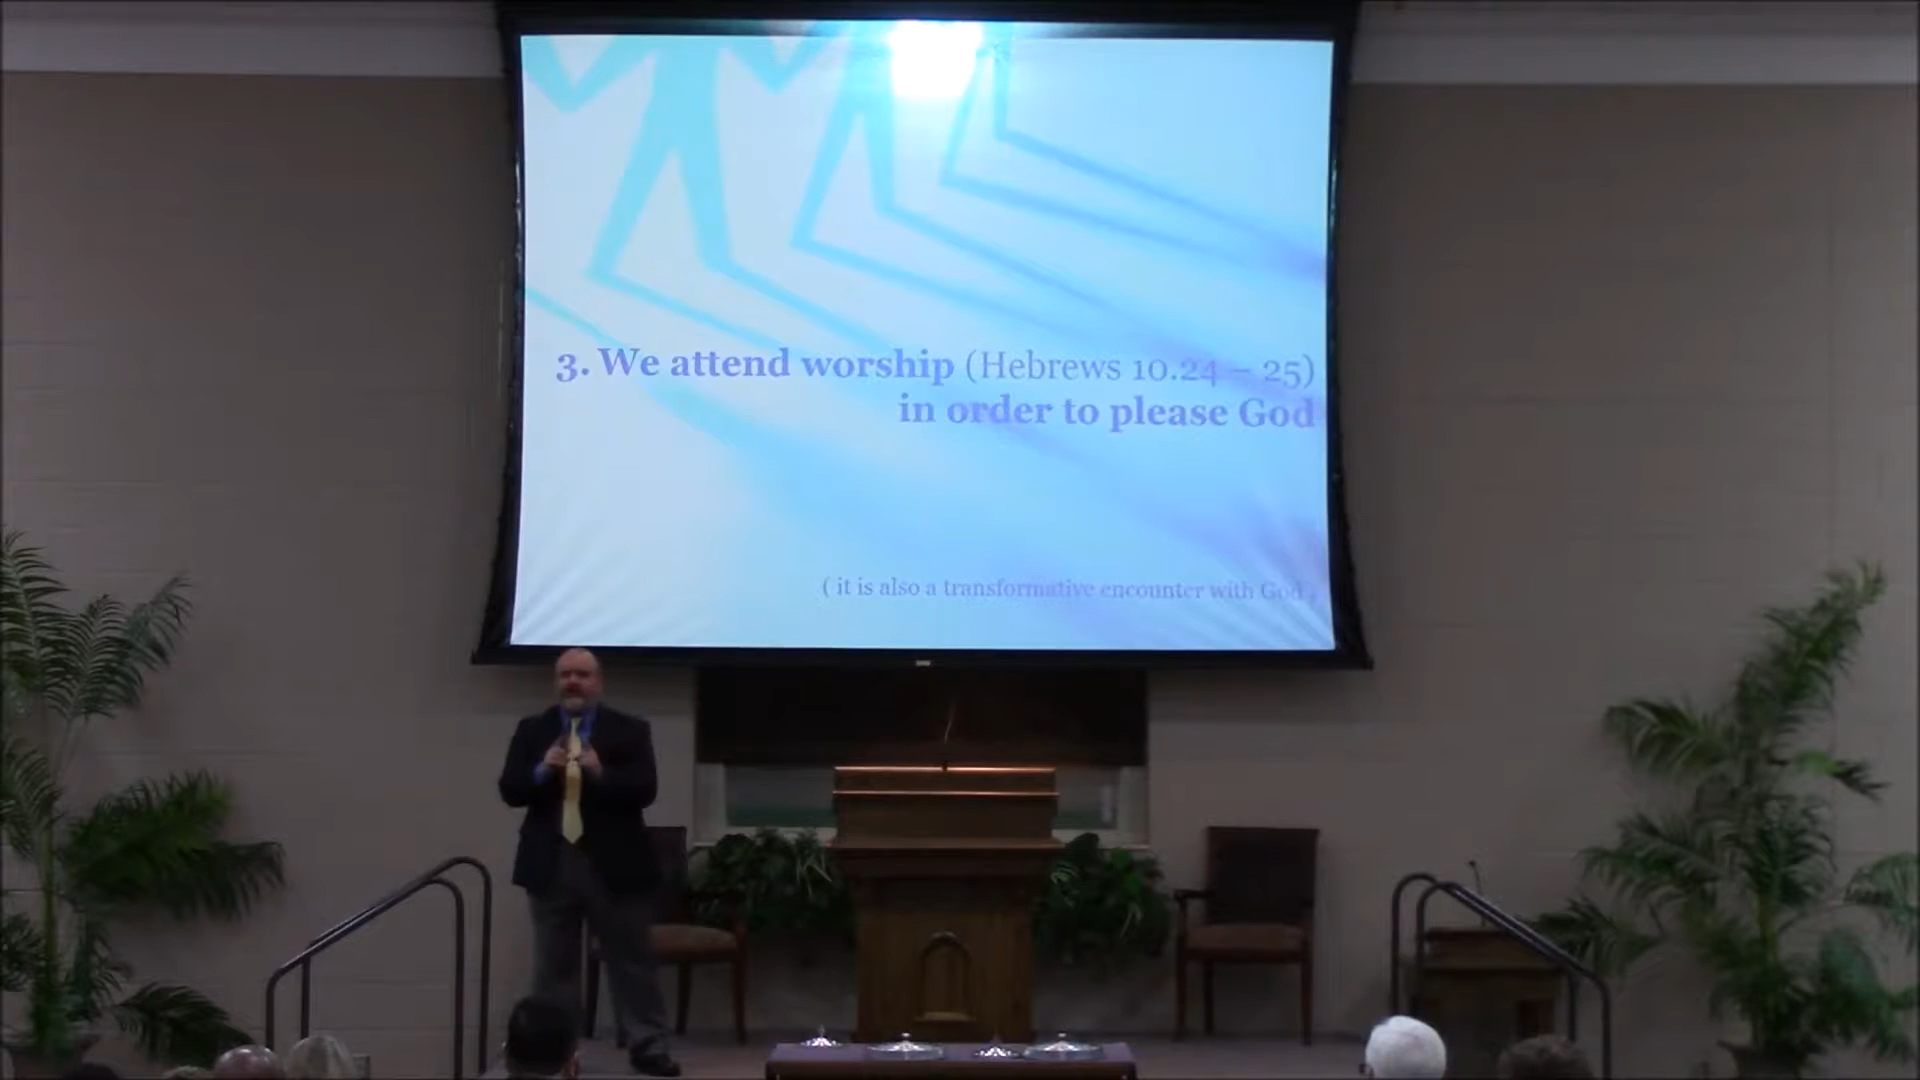 3. We attend worship (Hebrews 10.24 – 25)
in order to please God
( it is also a transformative encounter with God )